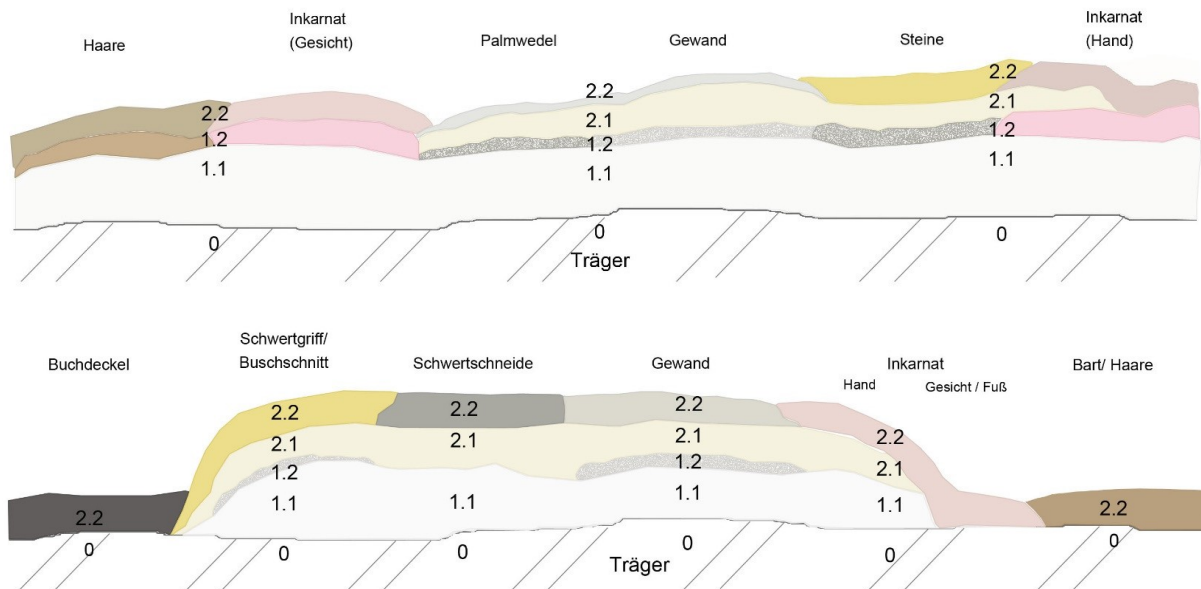 Haare
Inkarnat
(Gesicht)
Palmwedel
Gewand
Steine
Inkarnat
(Hand)
2.2
1.2
1.1
0
2.2
2.1
1.2
1.1
0
2.2
2.1
1.2
1.1
0
Träger
Buchdeckel
Schwertgriff/
Buschschnitt
Schwertschneide
Gewand
Inkarnat
Hand
Gesicht / Fuß
Bart/ Haare
2.2
0
2.2
2.1
1.2
1.1
0
2.2
2.1
1.1
0
2.2
2.1
1.2
1.1
0
2.2
2.1
1.1
0
2.2
0
Träger